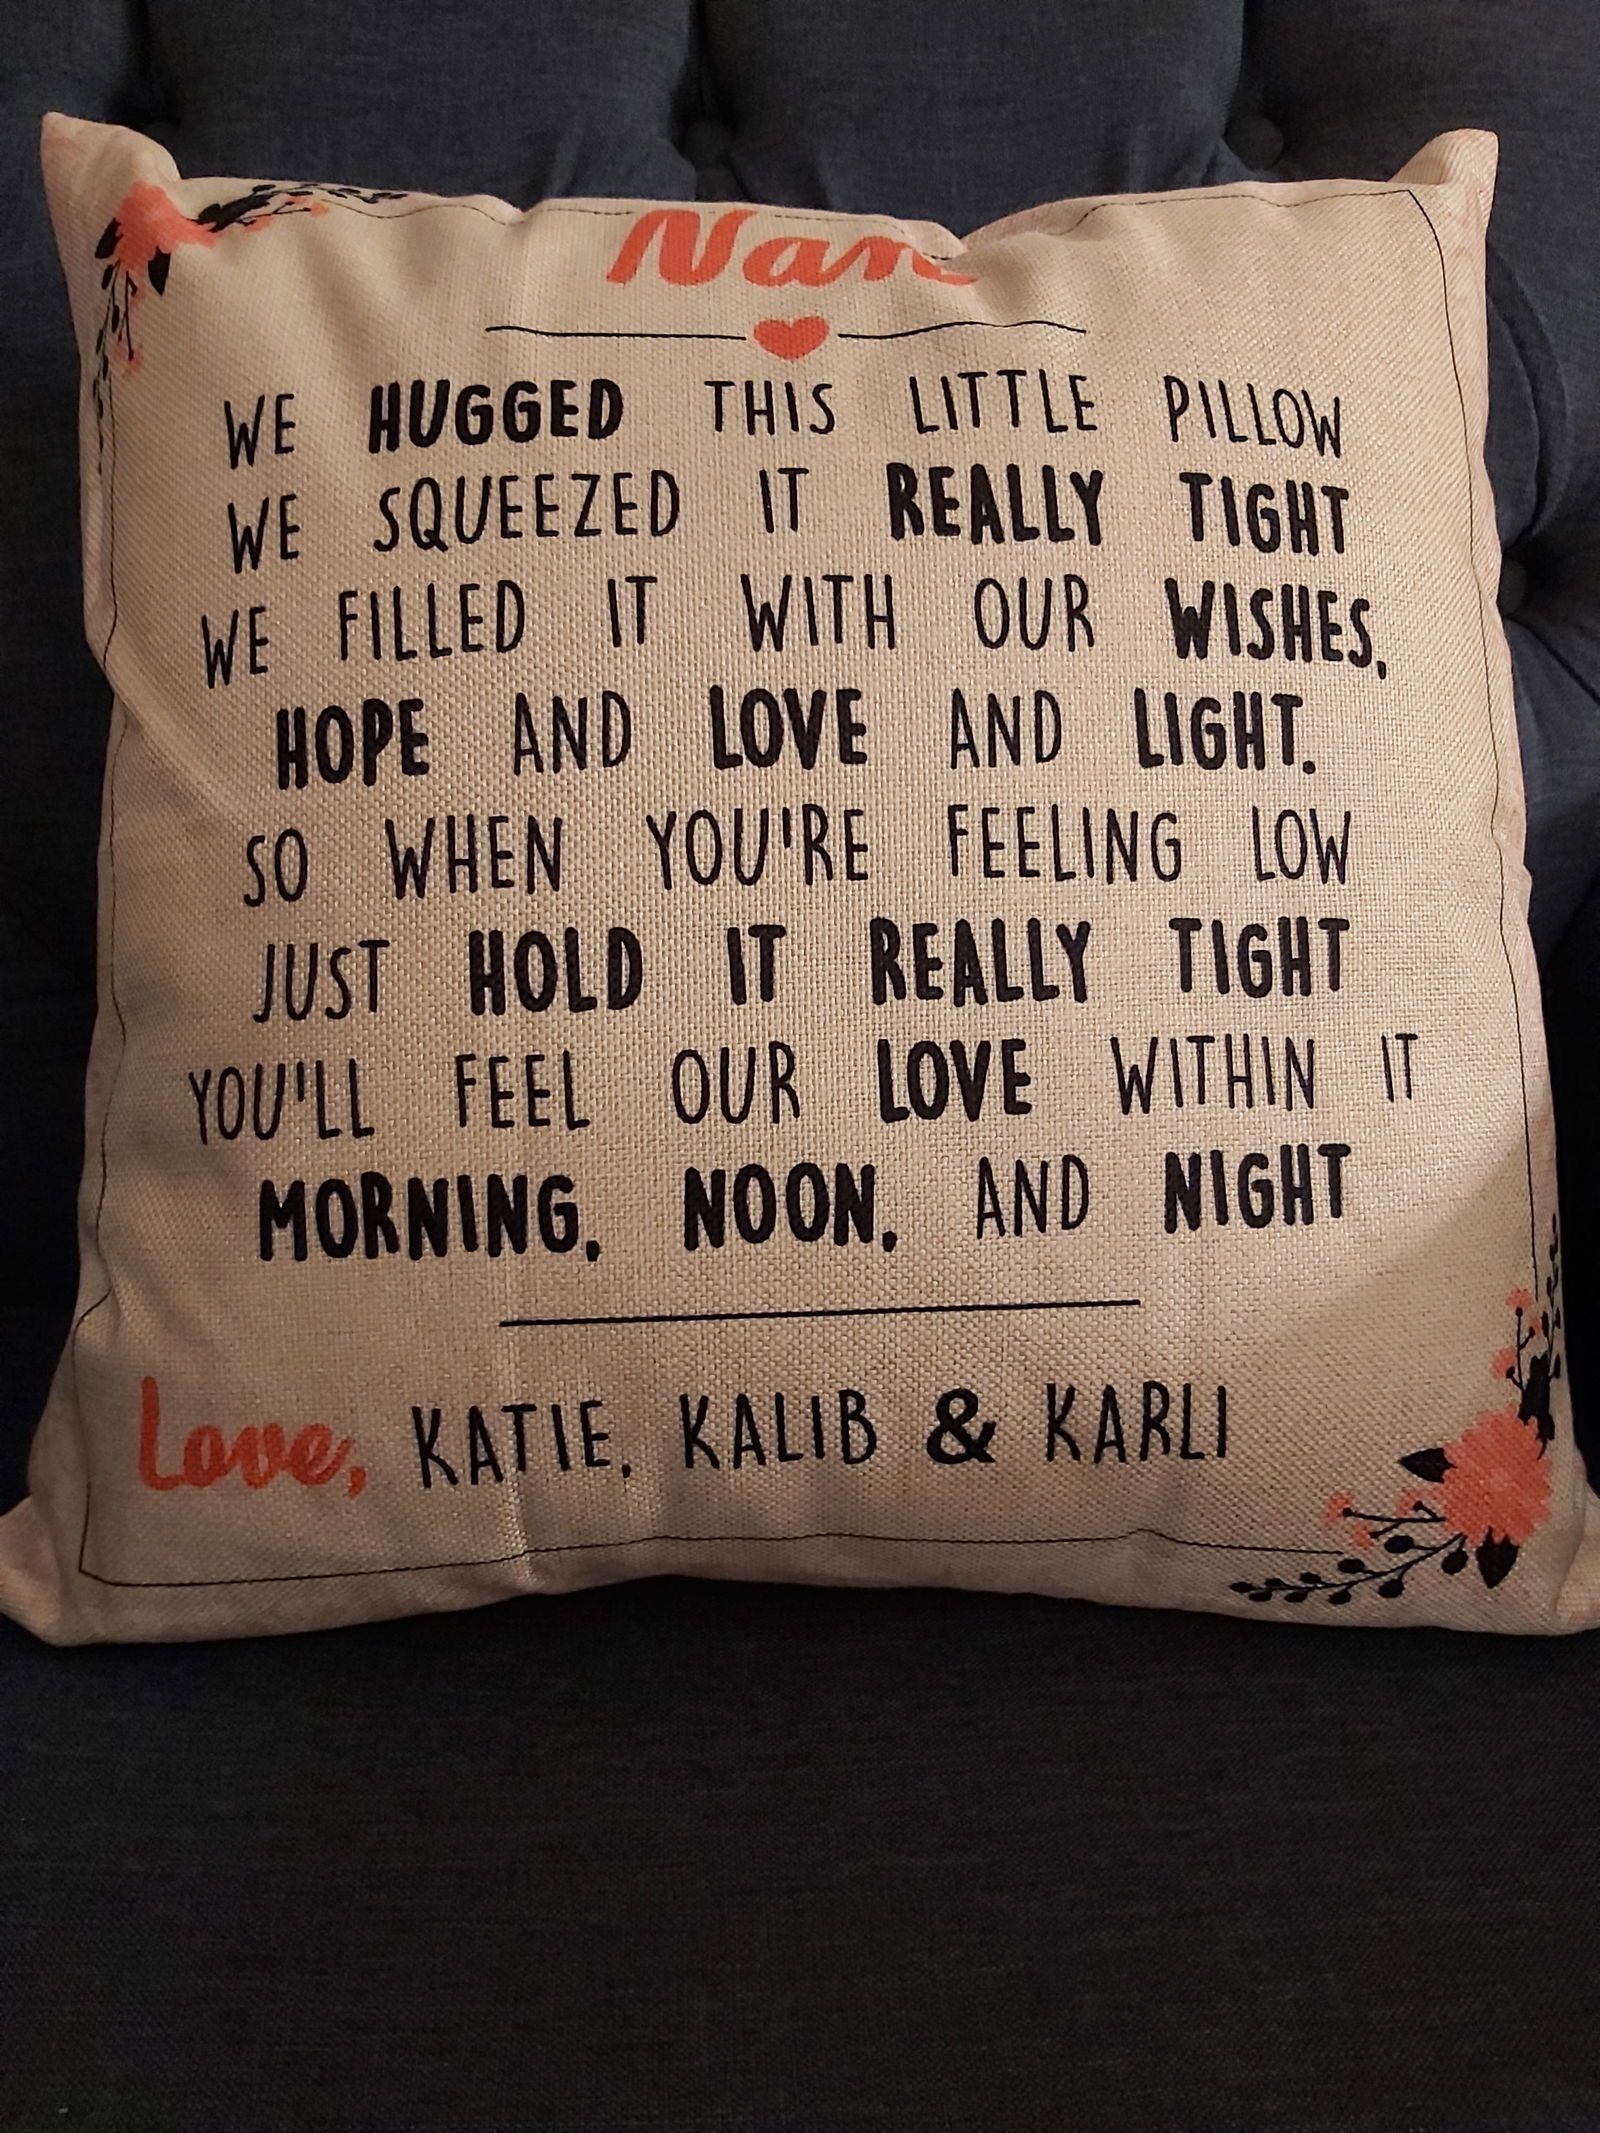 WE HUGGED THIS LITTLE PILLOW
WE SQUEEZED IT REALLY TIGHT
WE FILLED IT WITH OUR WISHES,
HOPE AND LOVE AND LIGHT.
SO WHEN YOU'RE FEELING LOW
JUST HOLD IT REALLY TIGHT
YOU'LL FEEL OUR LOVE WITHIN IT
MORNING, NOON, AND NIGHT
Love, KATIE, KALIB & KARLI